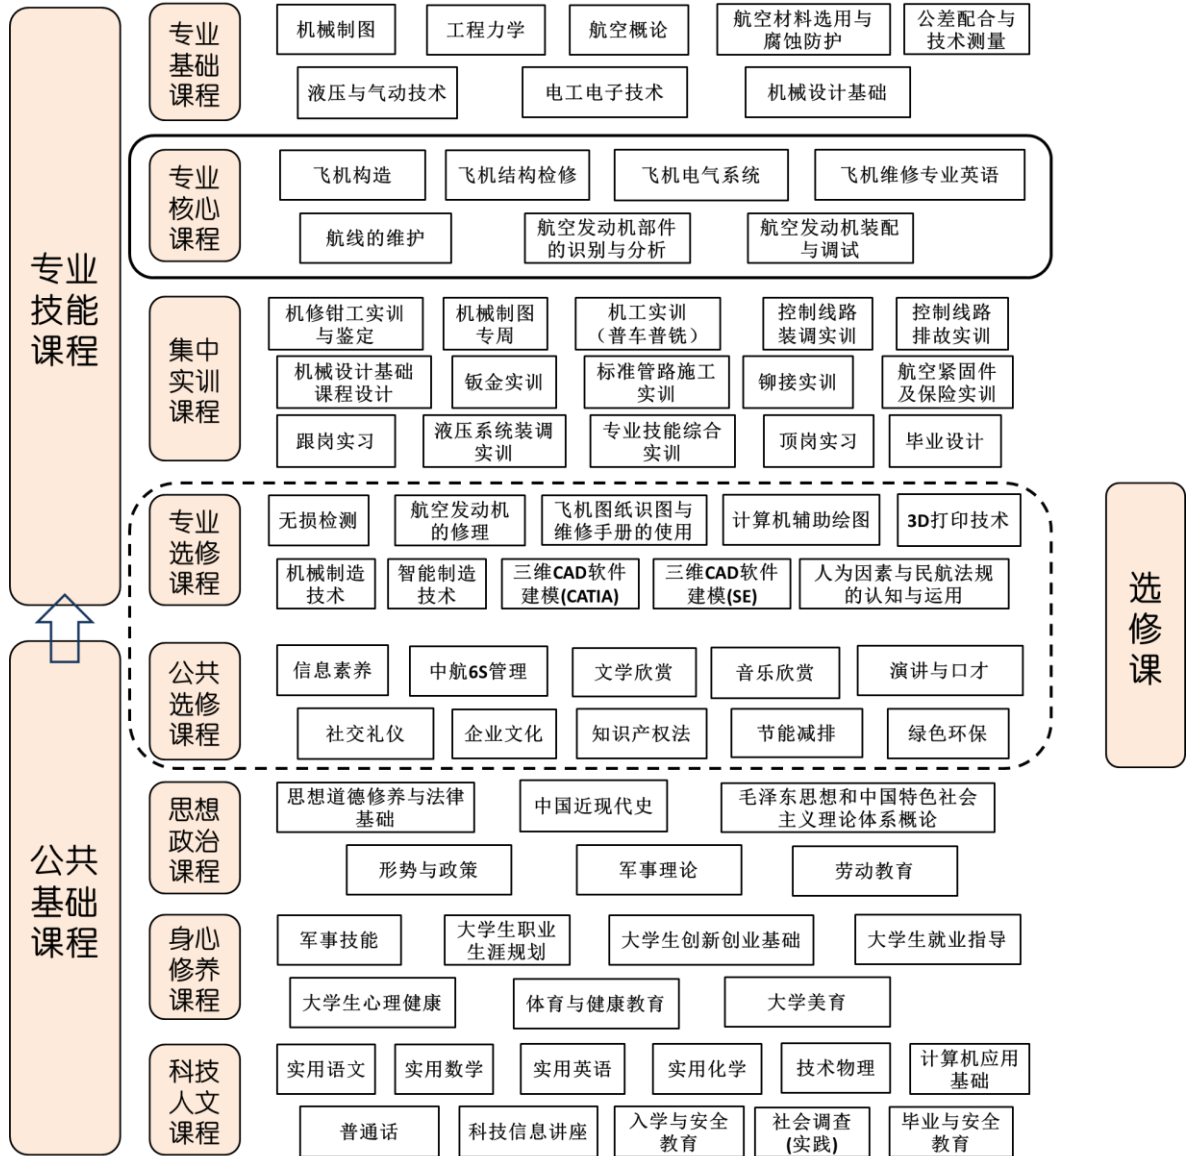 专业
技能
课程
专业
基础
课程
机械制图
工程力学
航空概论
航空材料选用与
腐蚀防护
公差配合与
技术测量
液压与气动技术
电工电子技术
机械设计基础
专业
核心
课程
飞机构造
飞机结构检修
飞机电气系统
飞机维修专业英语
航线的维护
航空发动机部件
的识别与分析
航空发动机装配
与调试
集中
实训
课程
机修钳工实训
与鉴定
机械制图
专周
机工实训
（普车普铣）
控制线路
装调实训
控制线路
排故实训
机械设计基础
课程设计
钣金实训
标准管路施工
实训
铆接实训
航空紧固件
及保险实训
跟岗实习
液压系统装调
实训
专业技能综合
实训
顶岗实习
毕业设计
专业
选修
课程
无损检测
航空发动机
的修理
飞机图纸识图与
维修手册的使用
计算机辅助绘图
3D打印技术
机械制造
技术
智能制造
技术
三维CAD软件
建模(CATIA)
三维CAD软件
建模(SE)
人为因素与民航法规
的认知与运用
选
修
课
公共
基础
课程
公共
选修
课程
信息素养
中航6S管理
文学欣赏
音乐欣赏
演讲与口才
社交礼仪
企业文化
知识产权法
节能减排
绿色环保
思想
政治
课程
思想道德修养与法律
基础
中国近现代史
毛泽东思想和中国特色社会
主义理论体系概论
形势与政策
军事理论
劳动教育
身心
修养
课程
军事技能
大学生职业
生涯规划
大学生创新创业基础
大学生就业指导
大学生心理健康
体育与健康教育
大学美育
科技
人文
课程
实用语文
实用数学
实用英语
实用化学
技术物理
计算机应用
基础
普通话
科技信息讲座
入学与安全
教育
社会调查
(实践)
毕业与安全
教育